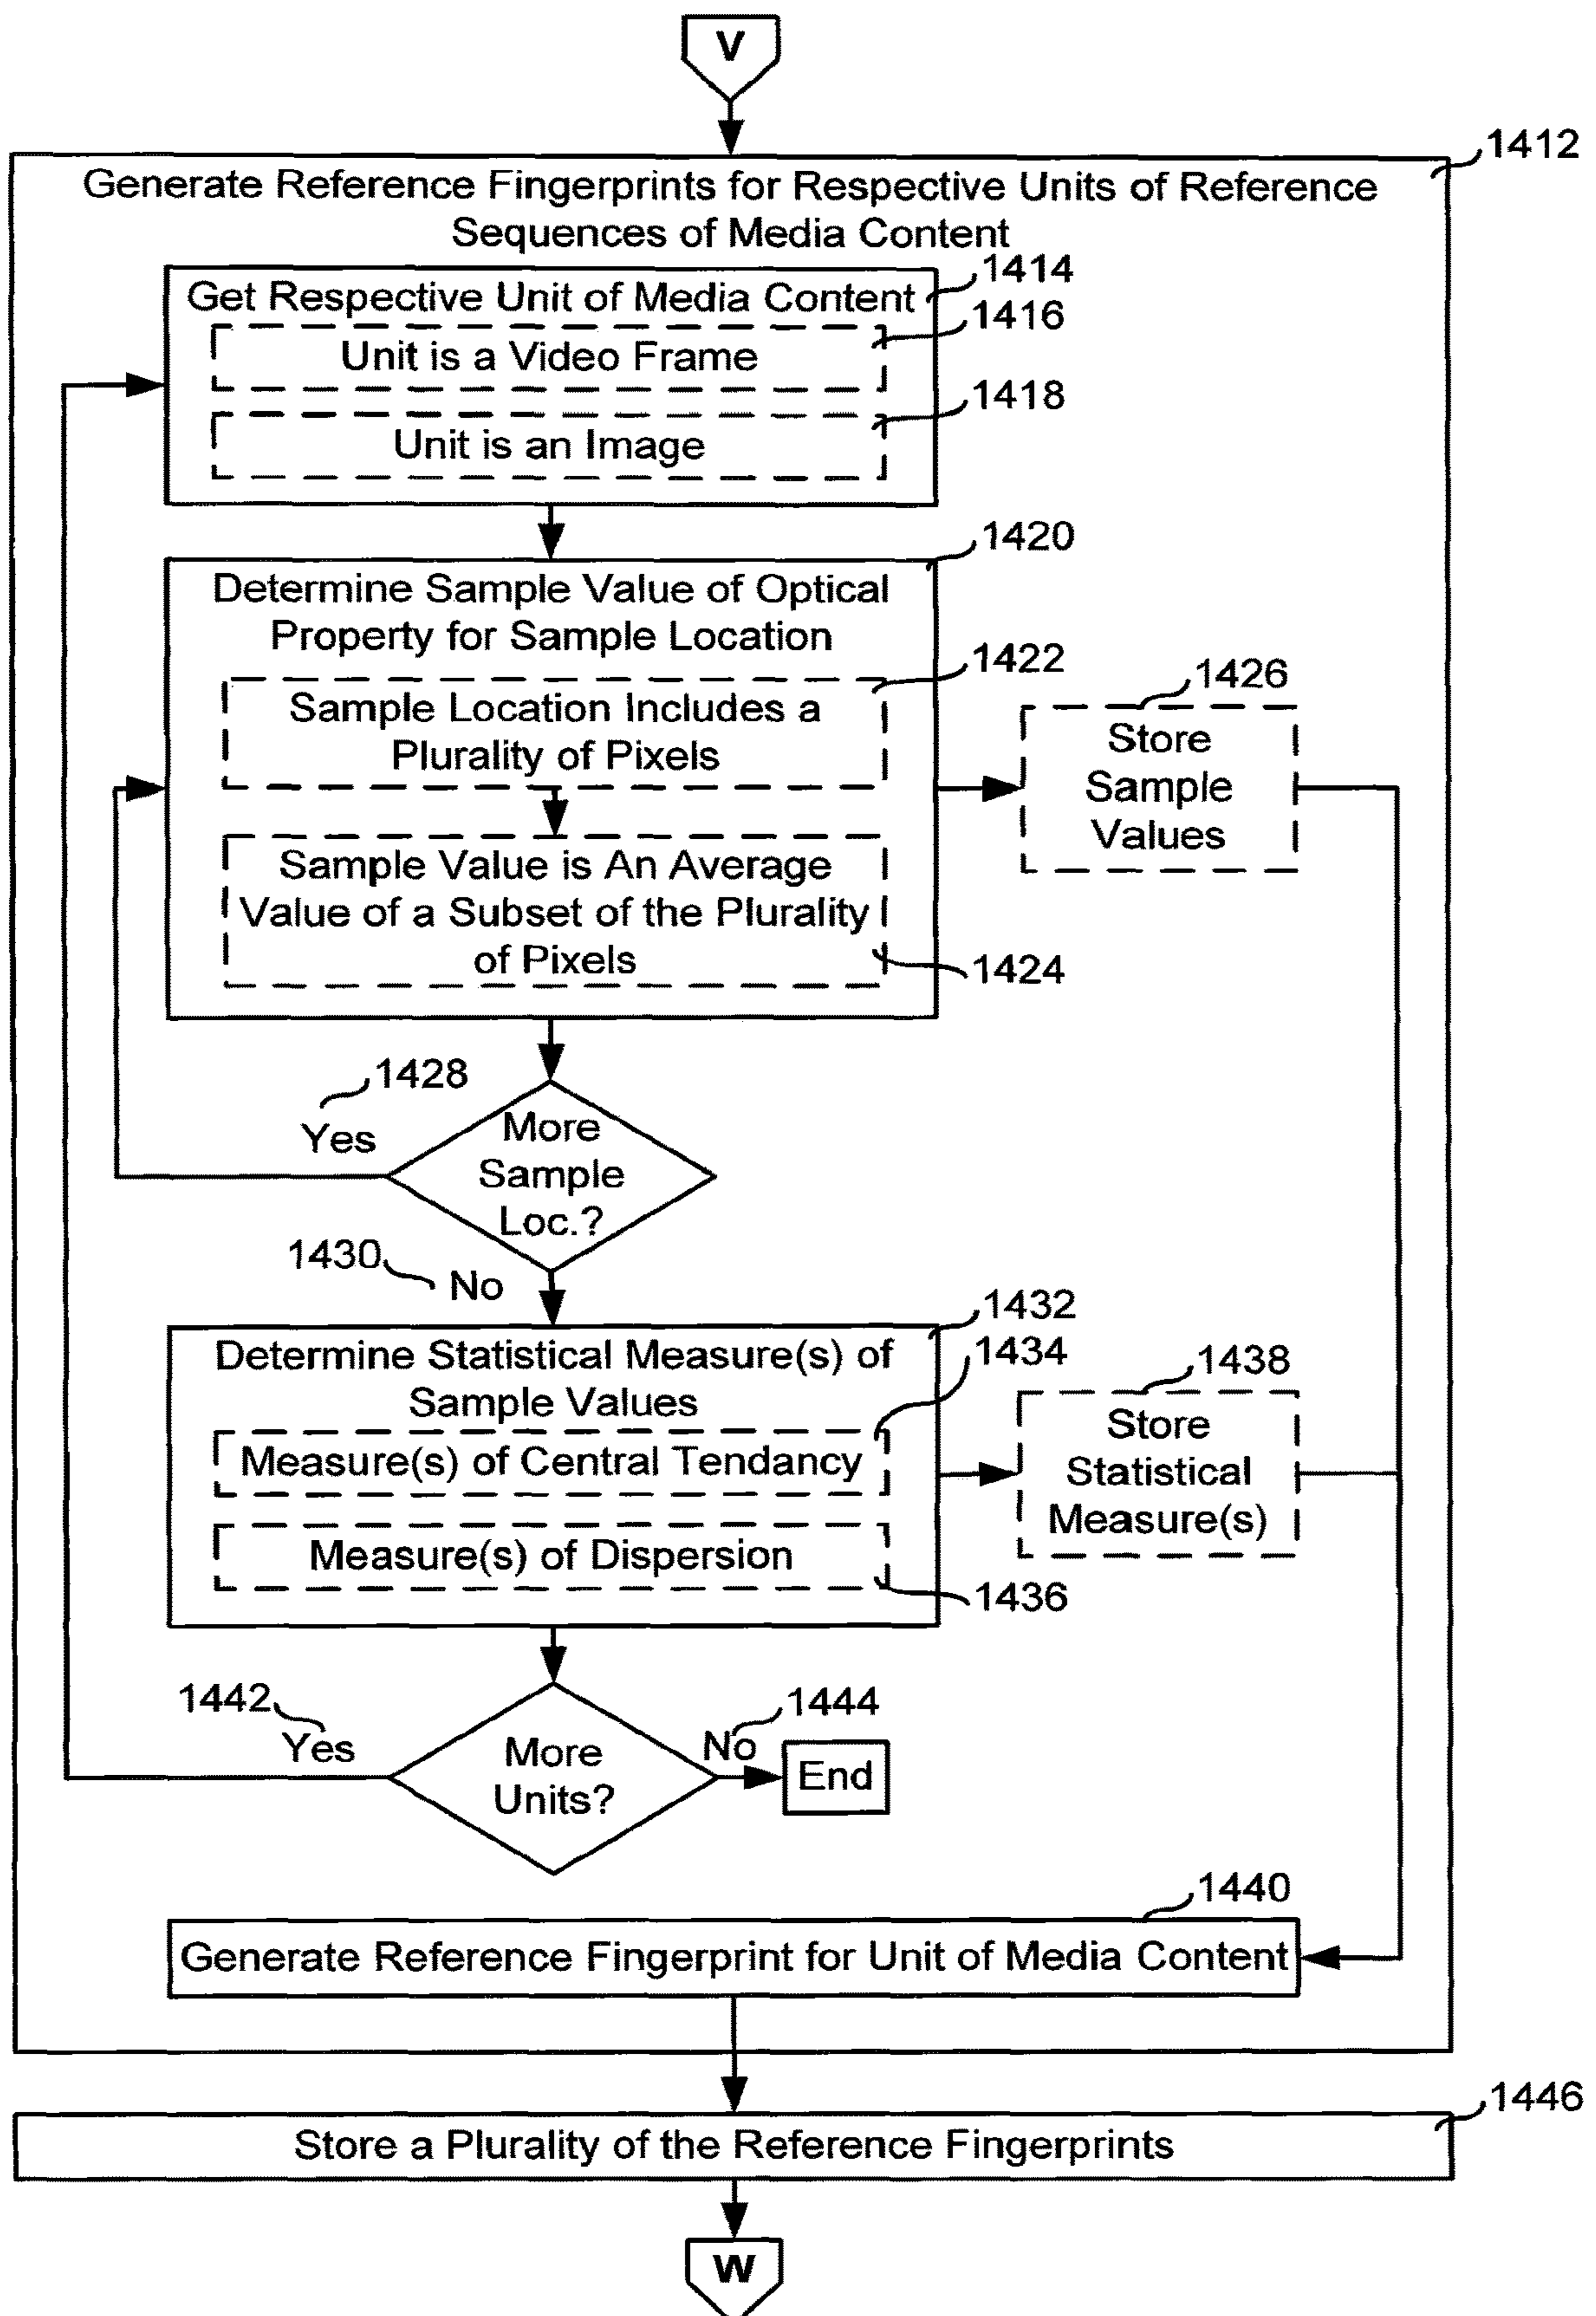 V
1412
Generate Reference Fingerprints for Respective Units of Reference
Sequences of Media Content
1414
Get Respective Unit of Media Content
1416
Unit is a Video Frame
1418
Unit is an Image
1420
Determine Sample Value of Optical
Property for Sample Location
1422
Sample Location Includes a
Plurality of Pixels
1426
Store
Sample
Values
Sample Value is An Average
Value of a Subset of the Plurality
of Pixels
1424
1428
Yes
More
Sample
Loc.?
1430
No
1432
Determine Statistical Measure(s) of
Sample Values
1434
Measure(s) of Central Tendancy
1438
Store
Statistical
Measure(s)
Measure(s) of Dispersion
1436
1442
Yes
More
Units?
No
1444
End
1440
Generate Reference Fingerprint for Unit of Media Content
1446
Store a Plurality of the Reference Fingerprints
W